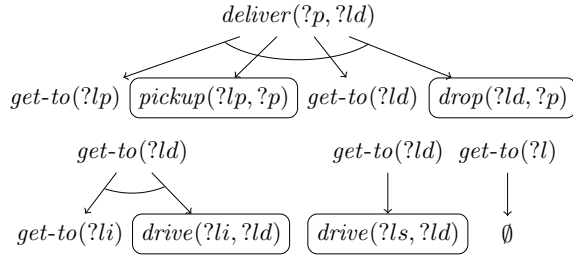 deliver(?p, ?ld)
get-to(?lp) pickup(?lp, ?p) get-to(?ld) drop(?ld, ?p)
get-to(?ld) get-to(?ld) get-to(?l)
get-to(?li) drive(?li, ?ld) drive(?ls, ?ld) ∅